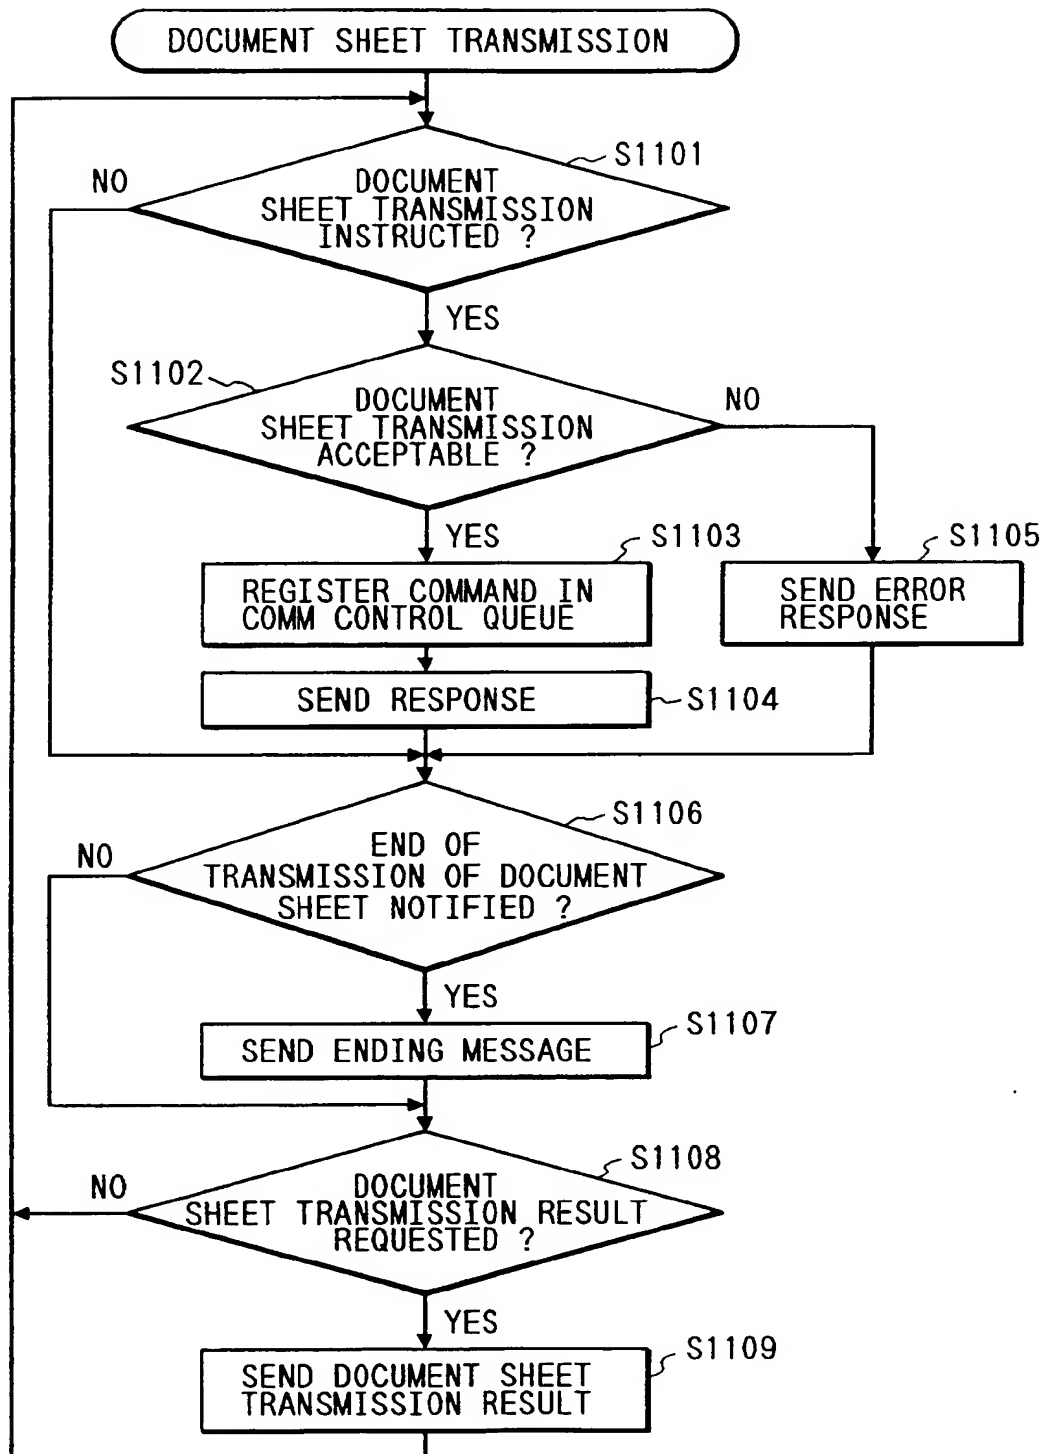 DOCUMENT SHEET TRANSMISSION
S1101
NO
DOCUMENT
SHEET TRANSMISSION
INSTRUCTED ?
YES
S1102
DOCUMENT
SHEET TRANSMISSION
ACCEPTABLE ?
NO
YES
S1103
S1105
REGISTER COMMAND IN
COMM CONTROL QUEUE
SEND ERROR
RESPONSE
SEND RESPONSE
S1104
S1106
NO
END OF
TRANSMISSION OF DOCUMENT
SHEET NOTIFIED ?
YES
S1107
SEND ENDING MESSAGE
S1108
NO
DOCUMENT
SHEET TRANSMISSION RESULT
REQUESTED ?
YES
S1109
SEND DOCUMENT SHEET
TRANSMISSION RESULT